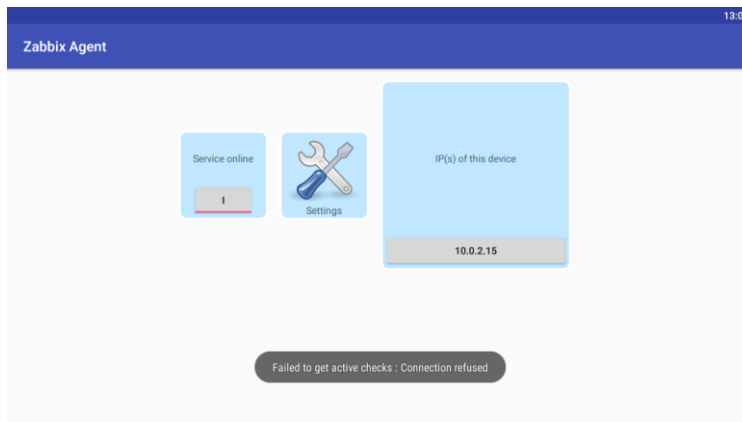 Zabbix Agent
Service online
I
Settings
IP(s) of this device
10.0.2.15
Failed to get active checks : Connection refused